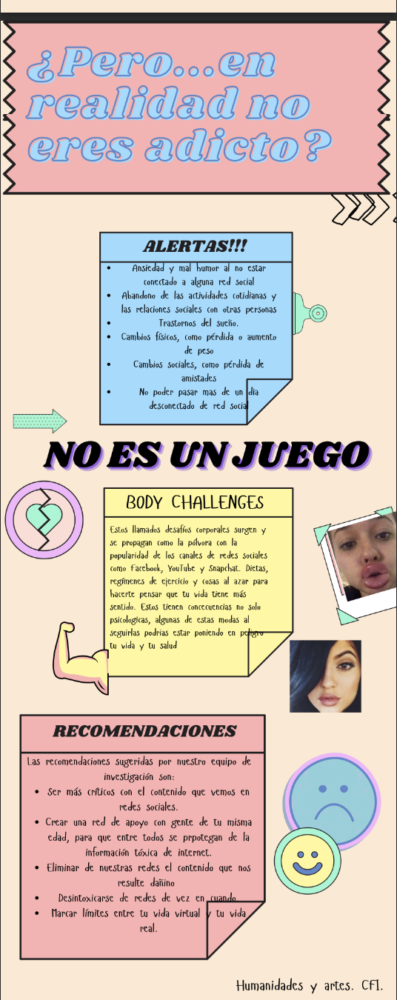 ¿Pero...en
realidad no
eres adicto?
ALERTAS!!!
• Ansiedad y mal humor al no estar
conectado a alguna red social
• Abandono de las actividades cotidianas y
las relaciones sociales con otras personas
• Trastornos del sueño.
• Cambios físicos, como pérdida o aumento
de peso
• Cambios sociales, como pérdida de
amistades
• No poder pasar mas de un dia
desconectado de red social
NO ES UN JUEGO
BODY CHALLENGES
Estos llamados desafíos corporales surgen y
se propagan como la pólvora con la
popularidad de los canales de redes sociales
como Facebook, YouTube y Snapchat. Dietas,
regímenes de ejercicio y cosas al azar para
hacerte pensar que tu vida tiene más
sentido. Estos tienen concecuencias no solo
psicologicas, algunas de estas modas al
seguirlas podrias estar poniendo en peligro
tu vida y tu salud
RECOMENDACIONES
Las recomendaciones sugeridas por nuestro equipo de
investigación son:
• Ser más críticos con el contenido que vemos en
redes sociales.
• Crear una red de apoyo con gente de tu misma
edad, para que entre todos se prpotegan de la
información tóxica de internet.
• Eliminar de nuestras redes el contenido que nos
resulte dañino
• Desintoxicarse de redes de vez en cuando.
• Marcar límites entre tu vida virtual y tu vida
real.
Humanidades y artes. CFI.